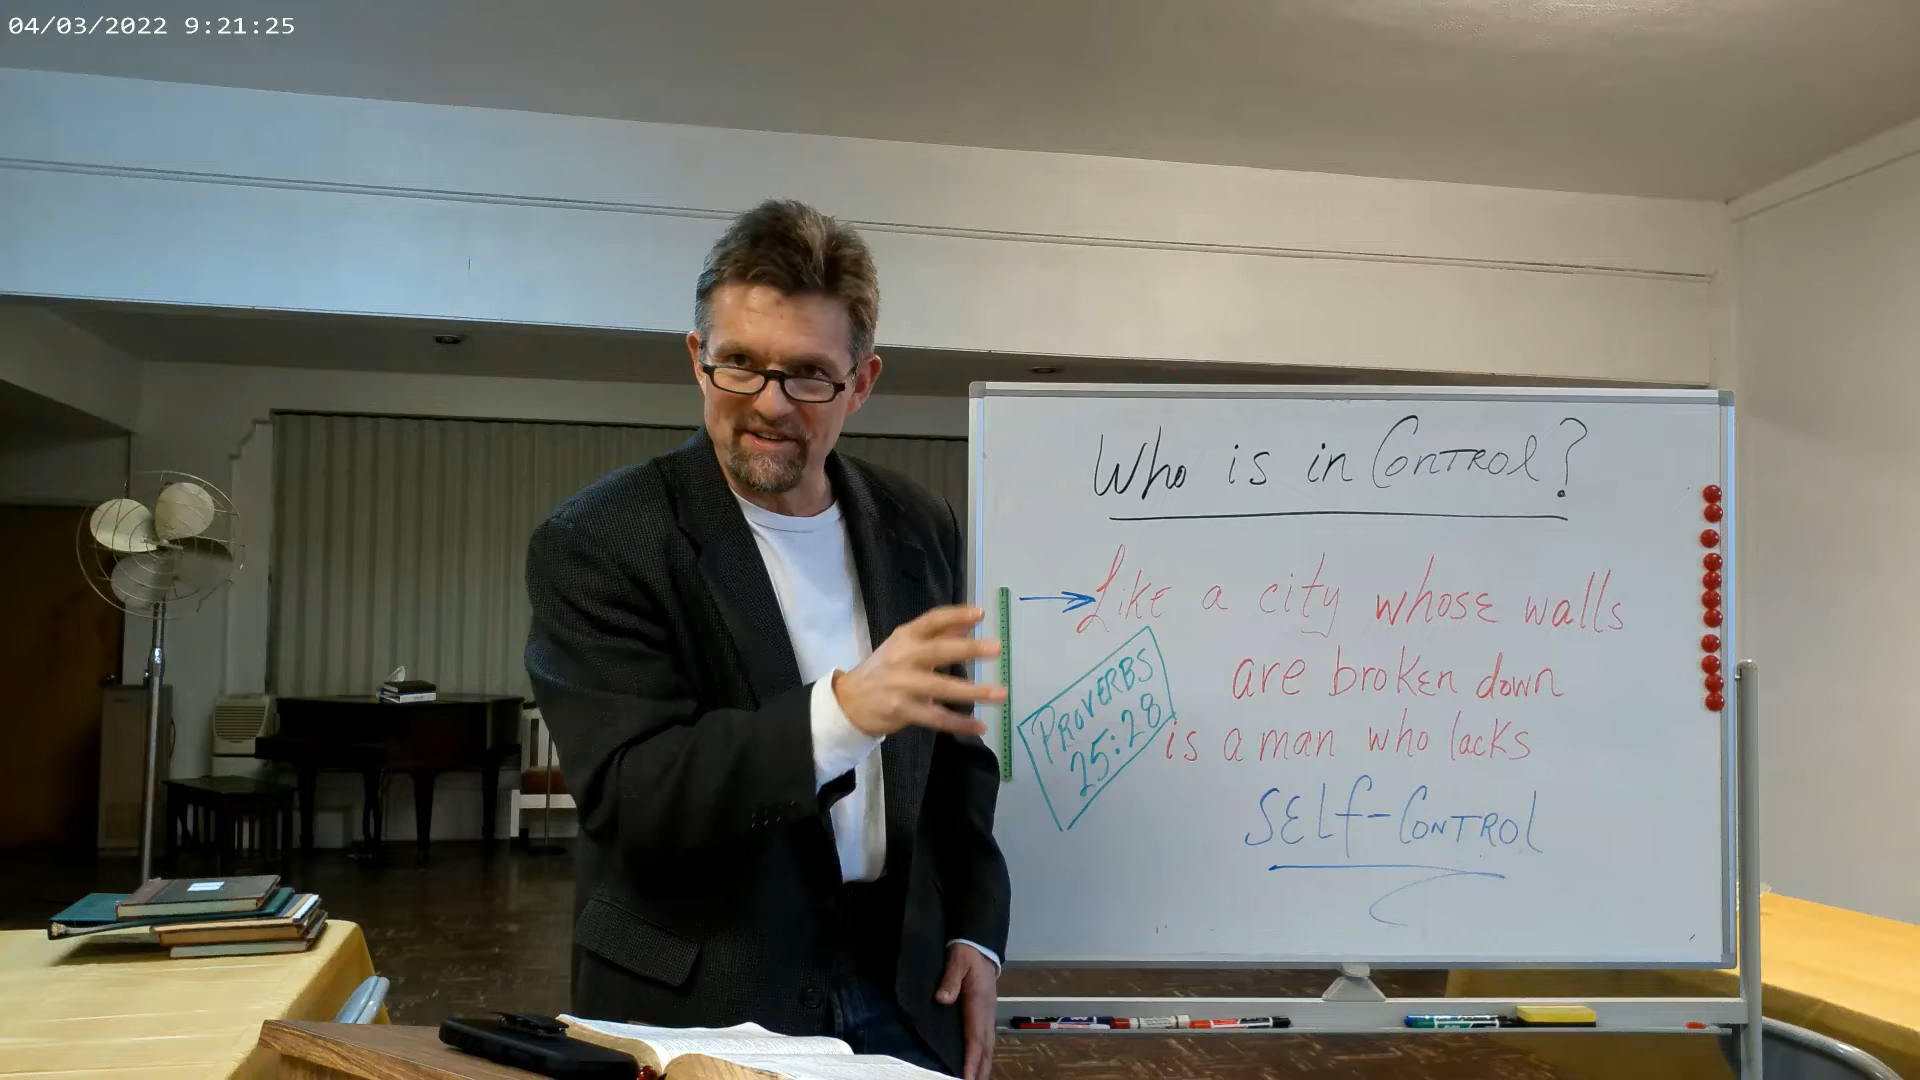 04/03/2022 9:21:25
Who is in Control?
Like a city whose walls
are broken down
is a man who lacks
Self-Control
PROVERBS
25:28